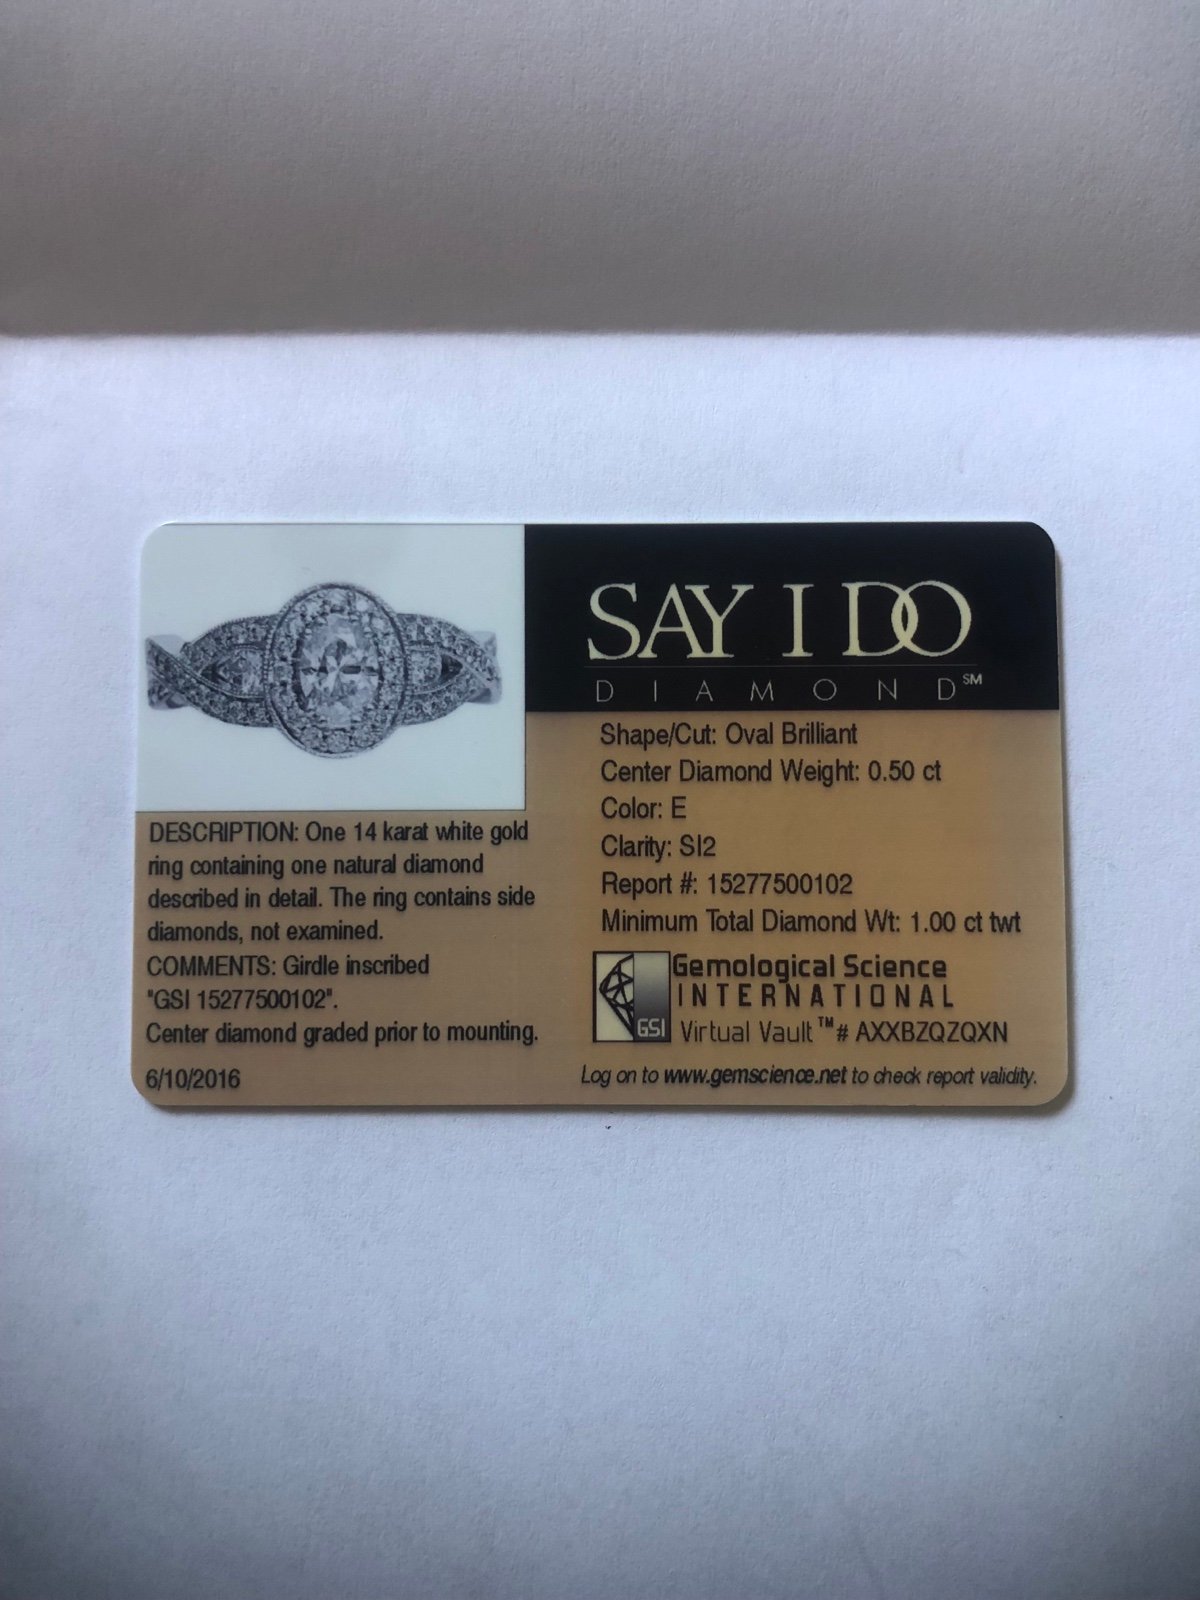 SAY I DO
DIAMOND℠
Shape/Cut: Oval Brilliant
Center Diamond Weight: 0.50 ct
Color: E
Clarity: SI2
Report #: 15277500102
Minimum Total Diamond Wt: 1.00 ct twt
DESCRIPTION: One 14 karat white gold
ring containing one natural diamond
described in detail. The ring contains side
diamonds, not examined.
COMMENTS: Girdle inscribed
"GSI 15277500102".
Center diamond graded prior to mounting.
6/10/2016
GSI
Gemological Science
INTERNATIONAL
Virtual Vault™# AXXBZQZQXN
Log on to www.gemscience.net to check report validity.